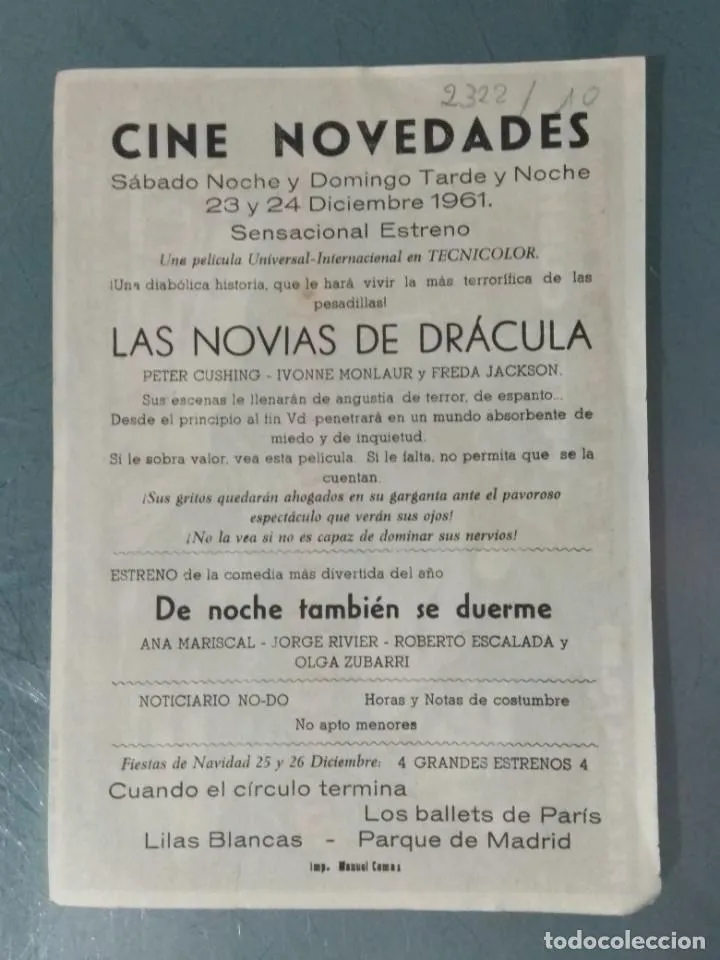 2322/10
CINE NOVEDADES
Sábado Noche y Domingo Tarde y Noche
23 y 24 Diciembre 1961.
Sensacional Estreno
Una película Universal-Internacional en TECNICOLOR.
¡Una diabólica historia, que le hará vivir la más terrorífica de las
pesadillas!
LAS NOVIAS DE DRÁCULA
PETER CUSHING - IVONNE MONLAUR y FREDA JACKSON.
Sus escenas le llenarán de angustia de terror, de espanto...
Desde el principio al fin Vd. penetrará en un mundo absorbente de
miedo y de inquietud.
Si le sobra valor, vea esta película. Si le falta, no permita que se la
cuentan.
¡Sus gritos quedarán ahogados en su garganta ante el pavoroso
espectáculo que verán sus ojos!
¡No la vea si no es capaz de dominar sus nervios!
ESTRENO de la comedia más divertida del año
De noche también se duerme
ANA MARISCAL - JORGE RIVIER - ROBERTO ESCALADA y
OLGA ZUBARRI
NOTICIARIO NO-DO Horas y Notas de costumbre
No apto menores
Fiestas de Navidad 25 y 26 Diciembre: 4 GRANDES ESTRENOS 4
Cuando el círculo termina
Los ballets de París
Lilas Blancas - Parque de Madrid
Imp. Manuel Comas
todocoleccion